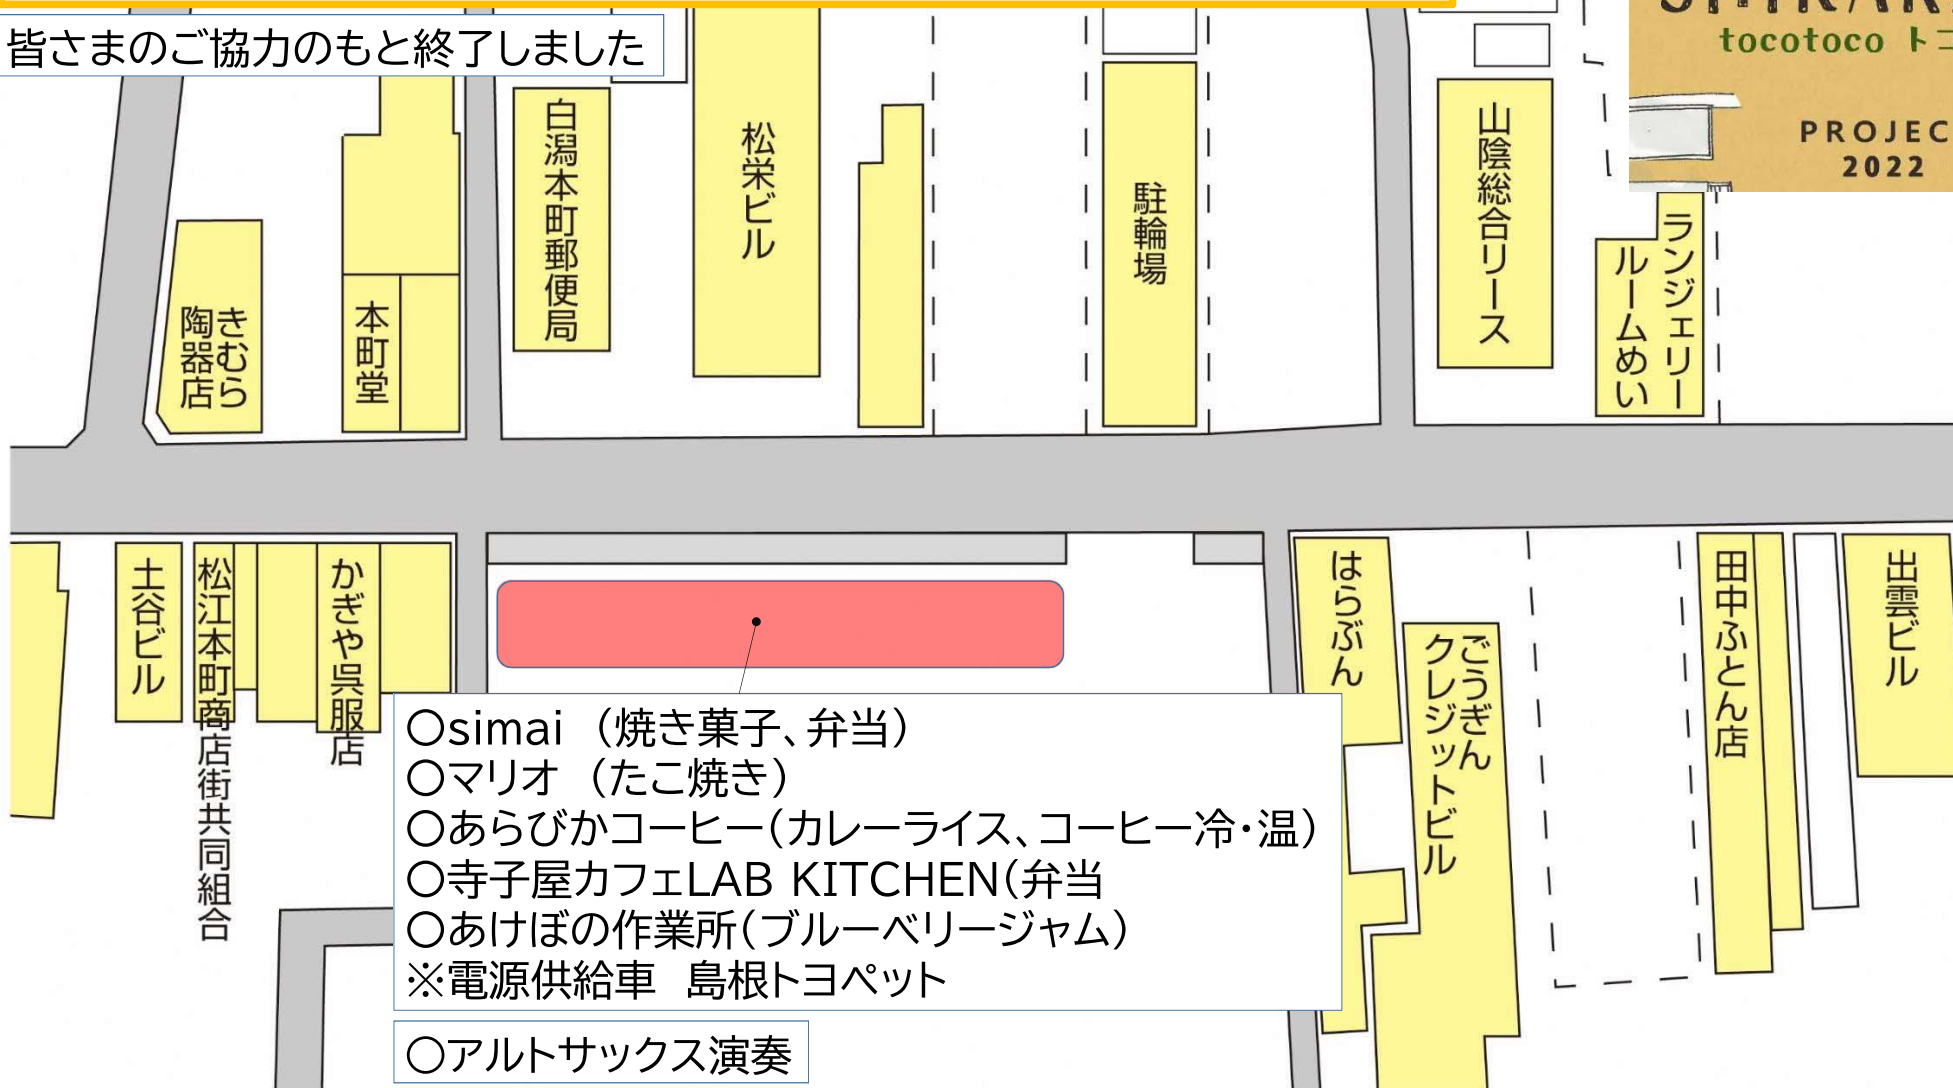 皆さまのご協力のもと終了しました
tocotoco
PROJEC
2022
白潟本町郵便局
松栄ビル
駐輪場
山陰総合リース
ランジェリー
ルームめい
きむら
陶器店
本町堂
土谷ビル
松江本町商店街共同組合
かぎや呉服店
はらぶん
ごうぎん
クレジットビル
田中ふとん店
出雲ビル
〇simai （焼き菓子、弁当）
〇マリオ （たこ焼き）
〇あらびかコーヒー（カレーライス、コーヒー冷・温）
〇寺子屋カフェLAB KITCHEN（弁当
〇あけぼの作業所（ブルーベリージャム）
※電源供給車　島根トヨペット
〇アルトサックス演奏